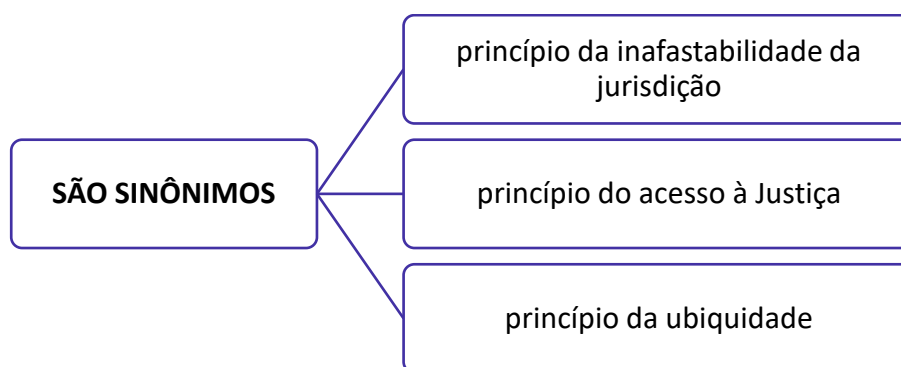 SÃO SINÔNIMOS
princípio da inafastabilidade da
jurisdição
princípio do acesso à Justiça
princípio da ubiquidade